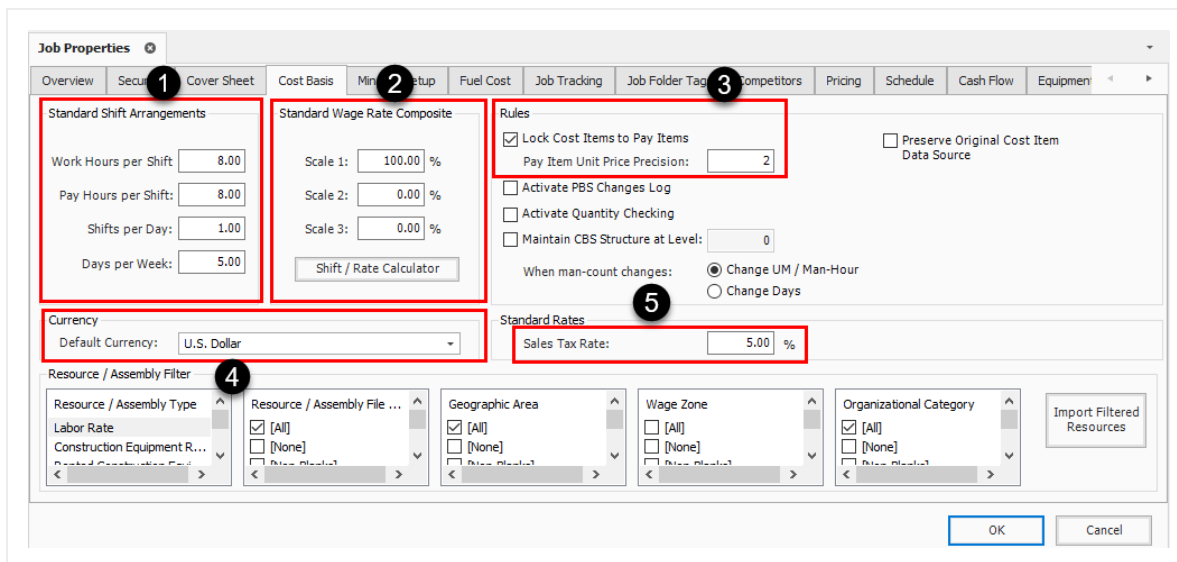 Job Properties
Overview Secu 1 Cover Sheet Cost Basis Min 2 etup Fuel Cost Job Tracking Job Folder Tag 3 Competitors Pricing Schedule Cash Flow Equipmen
Standard Shift Arrangements
Work Hours per Shift 8.00
Pay Hours per Shift: 8.00
Shifts per Day: 1.00
Days per Week: 5.00
Standard Wage Rate Composite
Scale 1: 100.00 %
Scale 2: 0.00 %
Scale 3: 0.00 %
Shift / Rate Calculator
Rules
Lock Cost Items to Pay Items
Pay Item Unit Price Precision: 2
Activate PBS Changes Log
Activate Quantity Checking
Maintain CBS Structure at Level: 0
When man-count changes: Change UM / Man-Hour
Change Days
Preserve Original Cost Item
Data Source
5
Currency
Default Currency: U.S. Dollar
Standard Rates
Sales Tax Rate: 5.00 %
Resource / Assembly Filter
4
Resource / Assembly Type
Labor Rate
Construction Equipment R...
Resource / Assembly File ...
[All]
[None]
Geographic Area
[All]
[None]
Wage Zone
[All]
[None]
Organizational Category
[All]
[None]
Import Filtered
Resources
OK Cancel